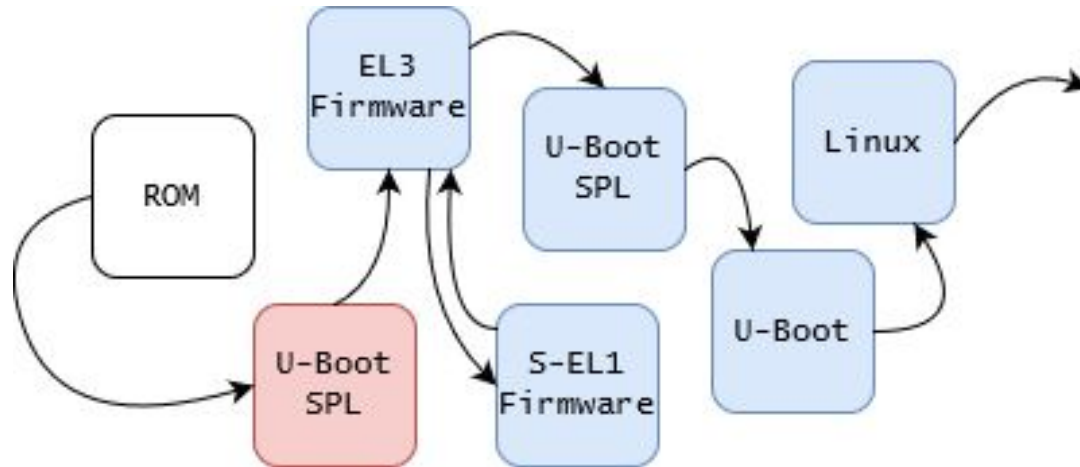 ROM
U-Boot
SPL
EL3
Firmware
S-EL1
Firmware
U-Boot
SPL
U-Boot
Linux